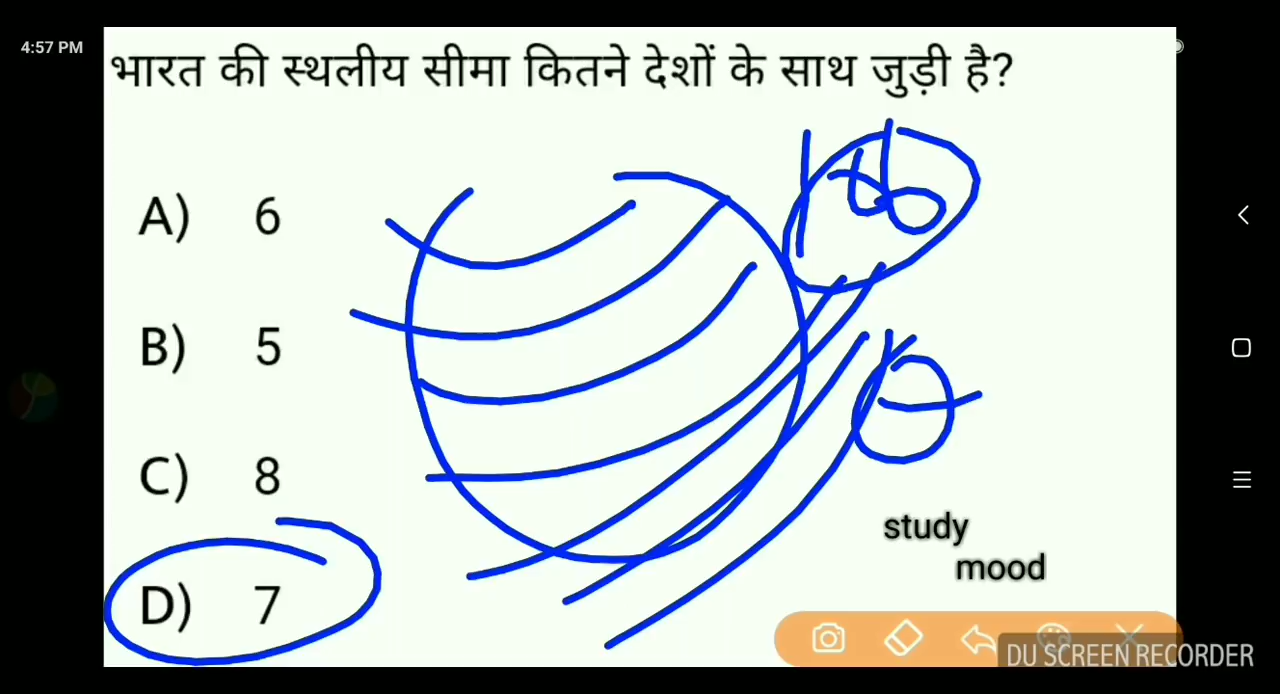 4:57 PM
भारत की स्थलीय सीमा कितने देशों के साथ जुड़ी है?
A) 6
B) 5
C) 8
D) 7
study
mood
DU SCREEN RECORDER